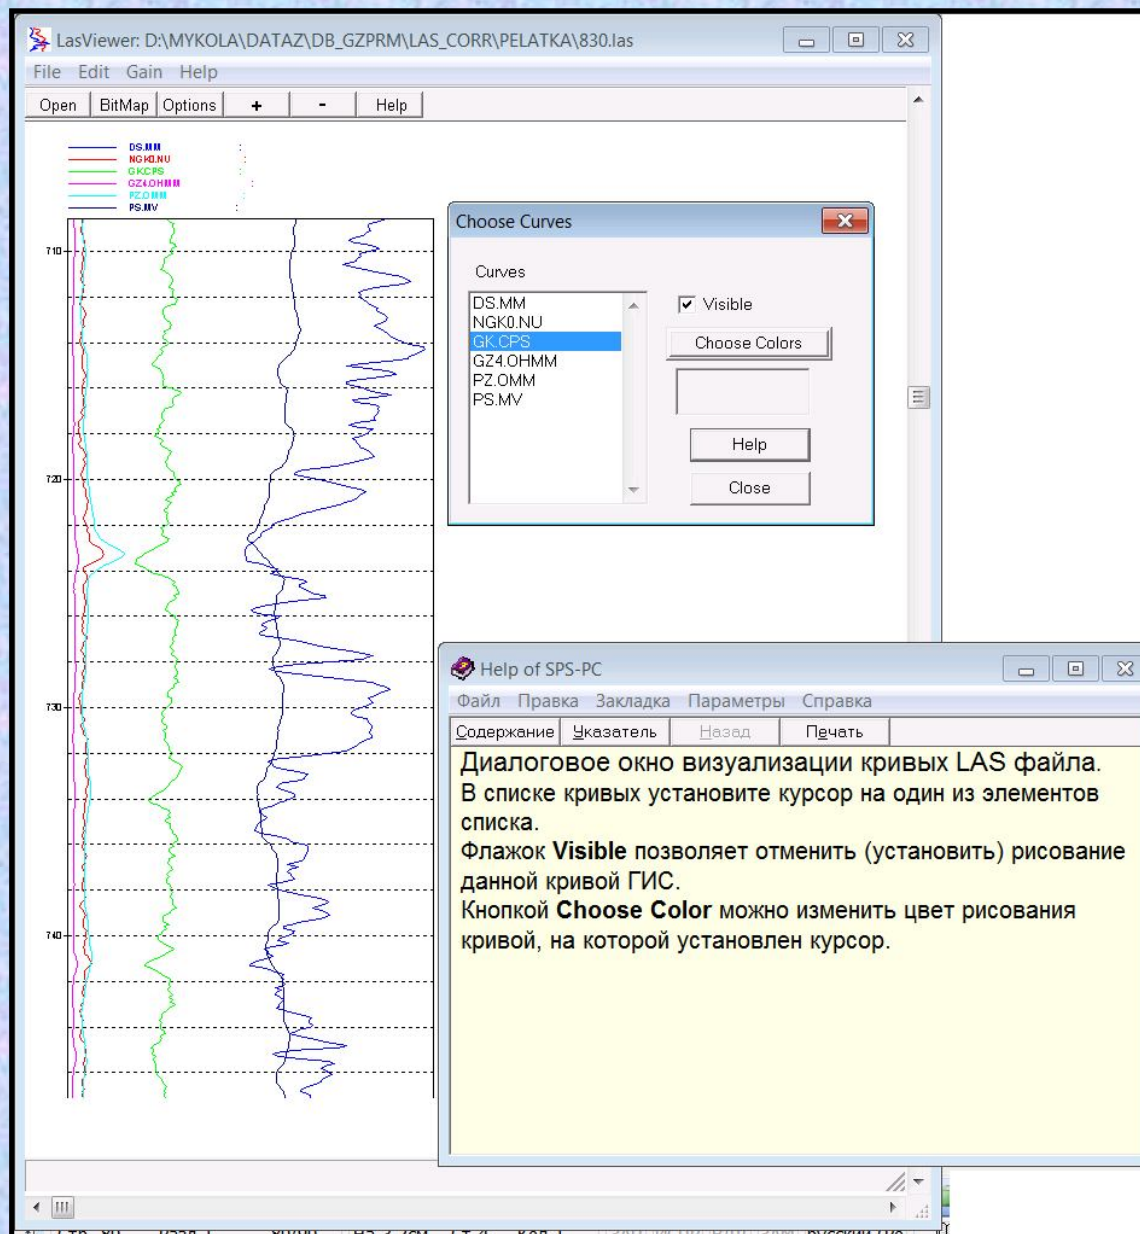 LasViewer: D:\MYKOLA\DATAZ\DB_GZPRM\LAS_CORR\PELATKA\830.las
File Edit Gain Help
Open BitMap Options + - Help
DS.MM :
NGK0.NU :
GK.CPS :
GZ4.OHMM :
PZ.OMM :
PS.MV :
710
720
730
740
Choose Curves
Curves
DS.MM
NGK0.NU
GK.CPS
GZ4.OHMM
PZ.OMM
PS.MV
Visible
Choose Colors
Help
Close
Help of SPS-PC
Файл Правка Закладка Параметры Справка
Содержание Указатель Назад Печать
Диалоговое окно визуализации кривых LAS файла.
В списке кривых установите курсор на один из элементов
списка.
Флажок Visible позволяет отменить (установить) рисование
данной кривой ГИС.
Кнопкой Choose Color можно изменить цвет рисования
кривой, на которой установлен курсор.